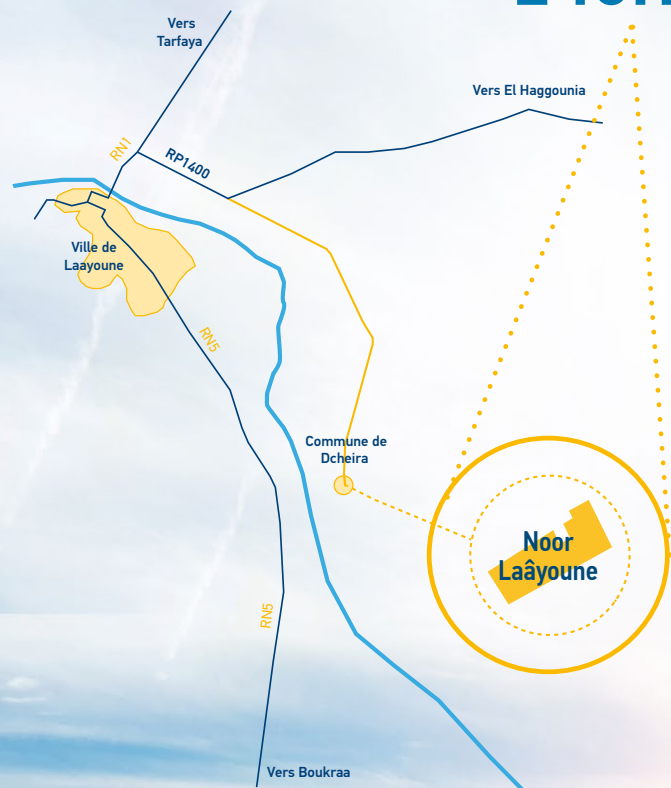 Vers
Tarfaya
Vers El Haggounia
RN1
RP1400
Ville de
Laayoune
RN5
Commune de
Dcheira
Noor
Laâyoune
RN5
Vers Boukraa